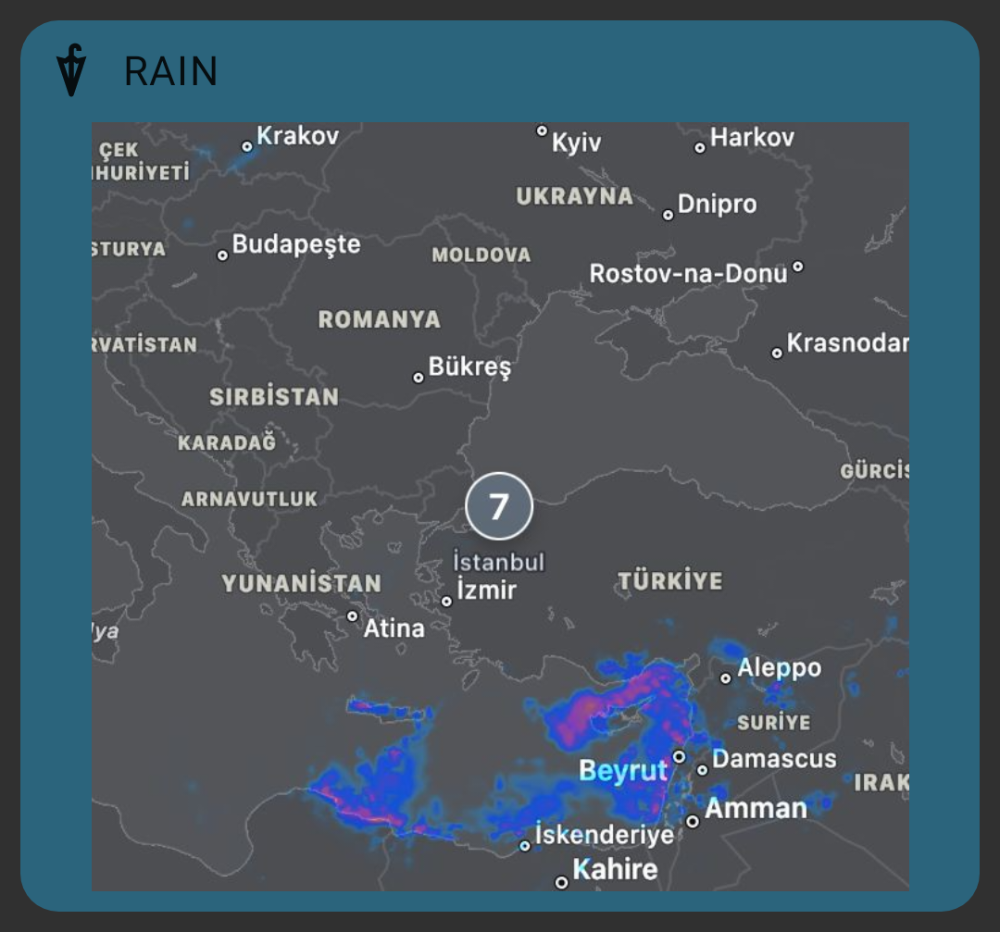 RAIN
Krakov
Kyiv
Harkov
ÇEK
HURİYETİ
UKRAYNA
Dnipro
STURYA
Budapeşte
MOLDOVA
Rostov-na-Donu
ROMANYA
RVATİSTAN
Krasnodar
Bükreş
SIRBİSTAN
KARADAĞ
GÜRCİS
ARNAVUTLUK
7
İstanbul
YUNANİSTAN
İzmir
TÜRKİYE
Atina
lya
Aleppo
SURİYE
Damascus
Beyrut
IRAK
Amman
İskenderiye
Kahire